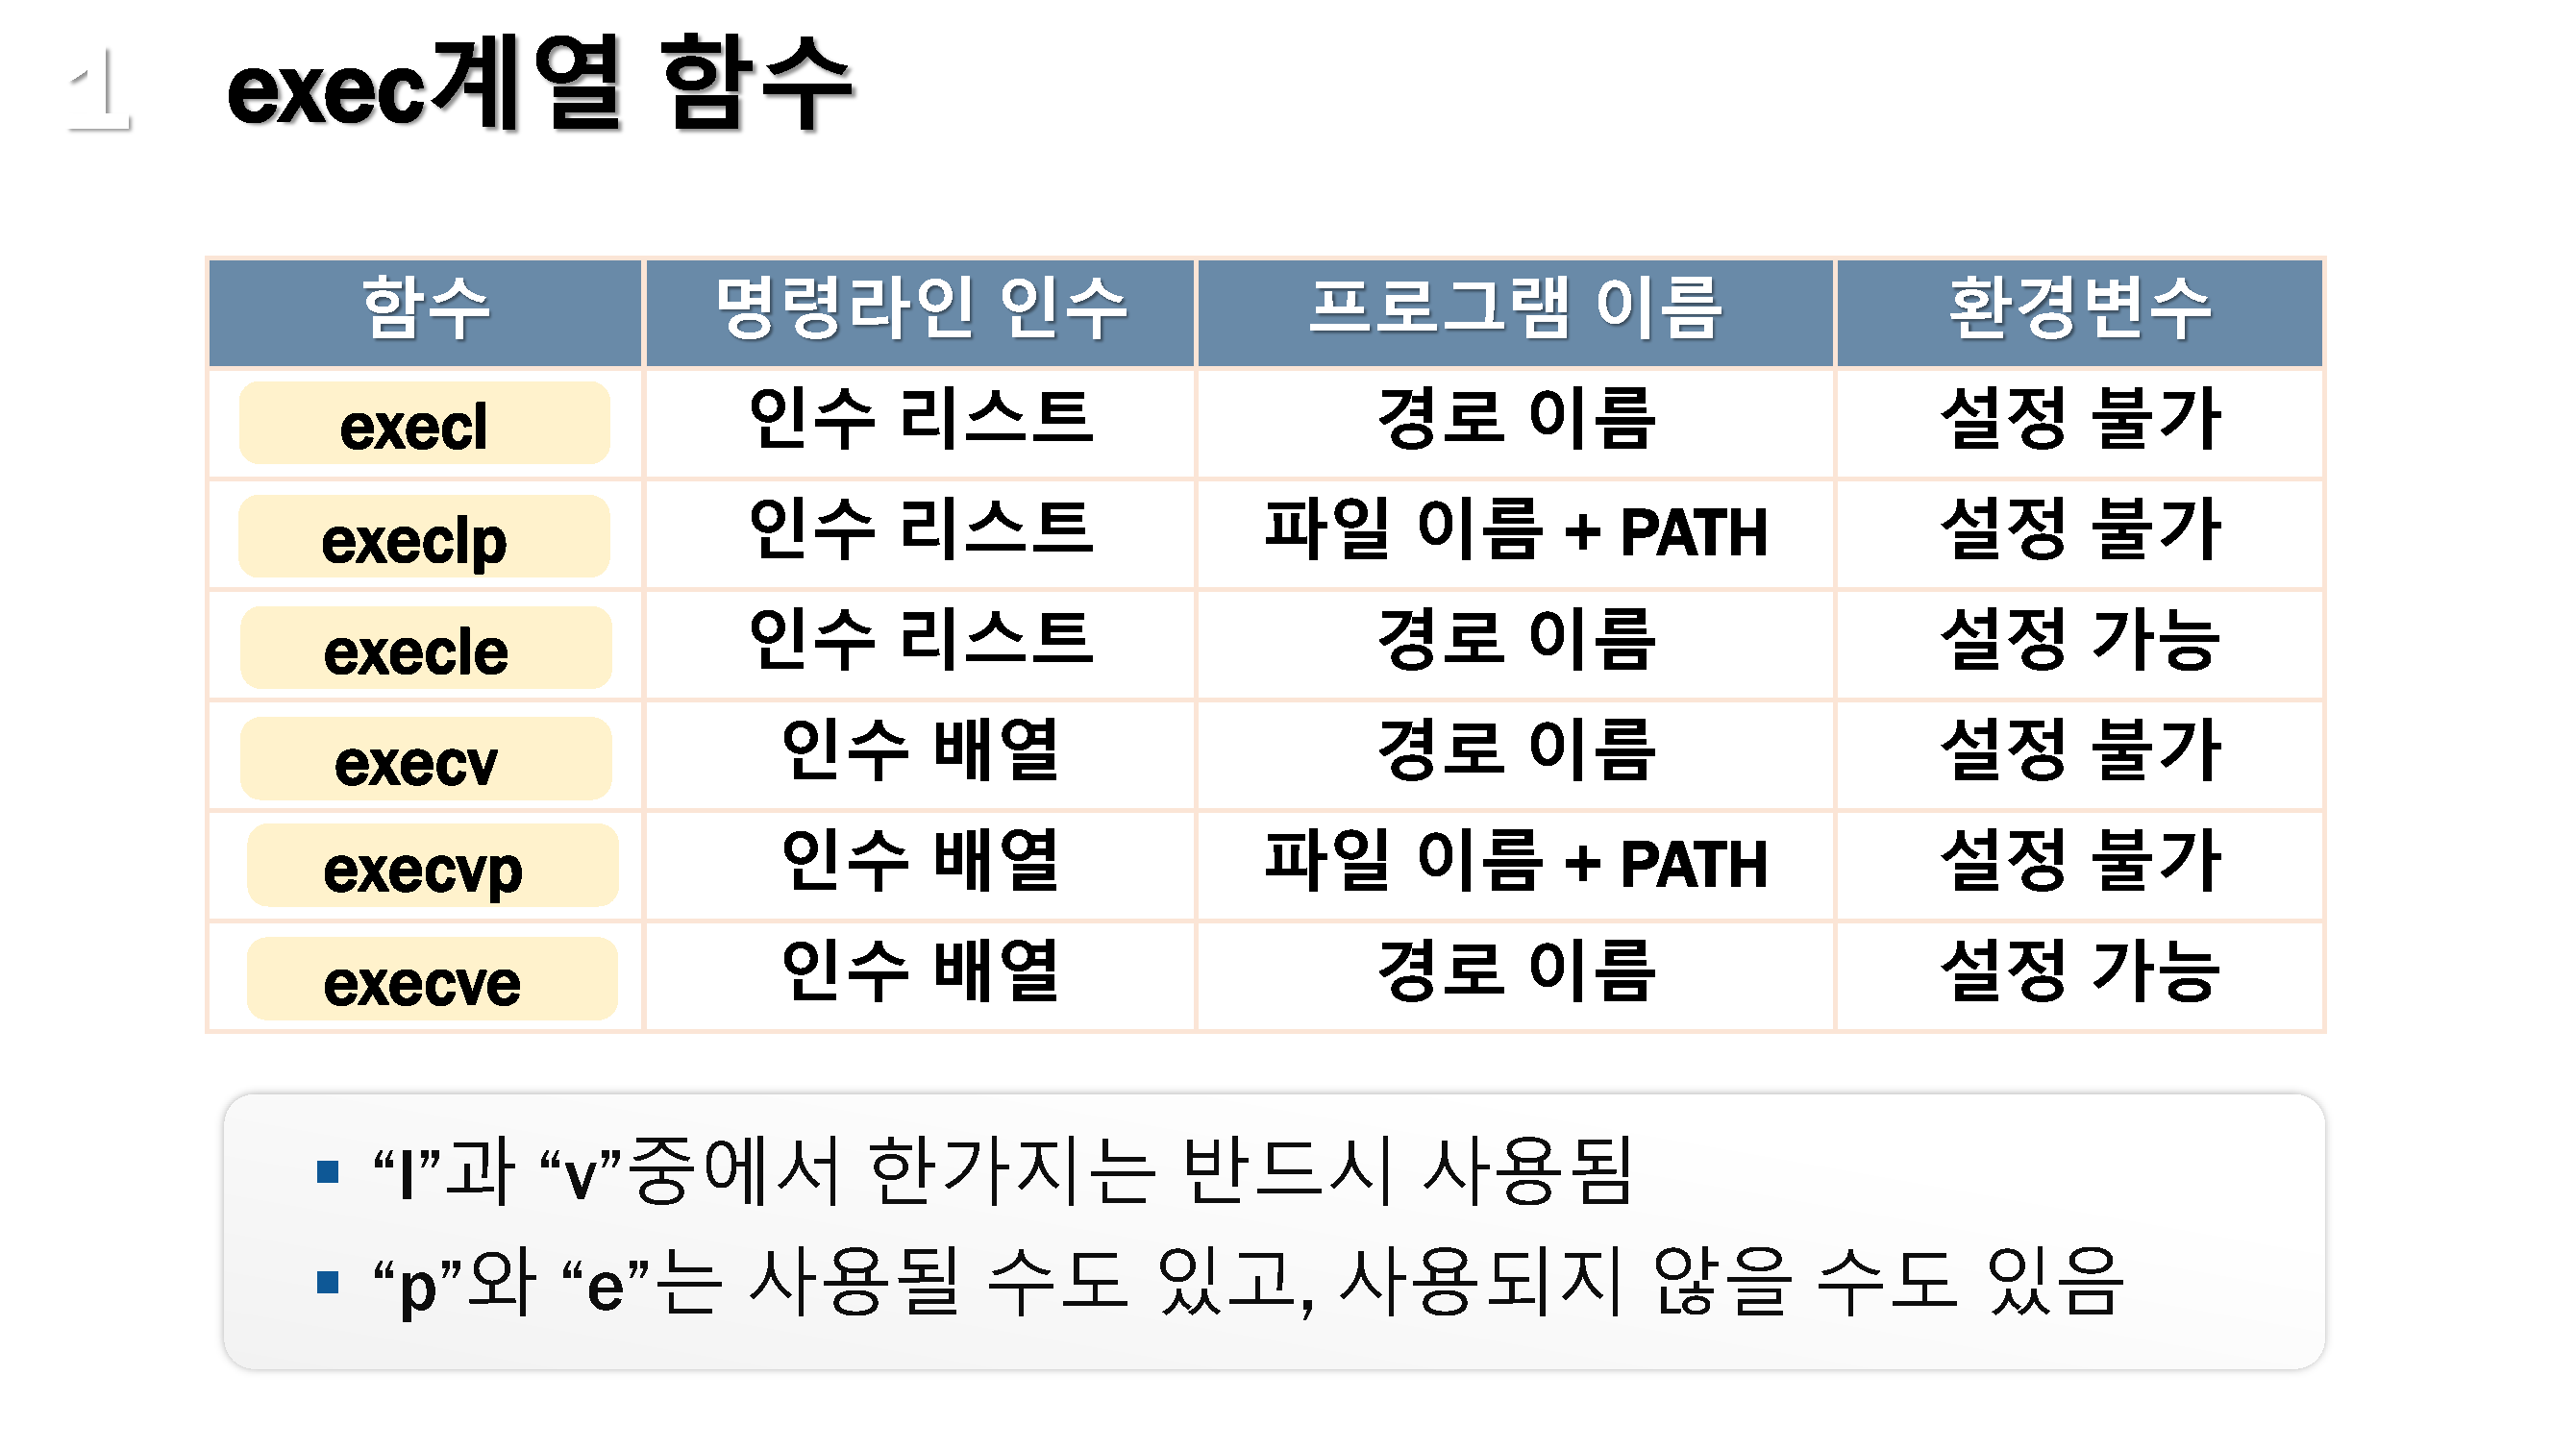 1 exec계열 함수
함수 명령라인 인수 프로그램 이름 환경변수
execl 인수 리스트 경로 이름 설정 불가
execlp 인수 리스트 파일 이름 + PATH 설정 불가
execle 인수 리스트 경로 이름 설정 가능
execv 인수 배열 경로 이름 설정 불가
execvp 인수 배열 파일 이름 + PATH 설정 불가
execve 인수 배열 경로 이름 설정 가능
▪ “l”과 “v”중에서 한가지는 반드시 사용됨
▪ “p”와 “e”는 사용될 수도 있고, 사용되지 않을 수도 있음